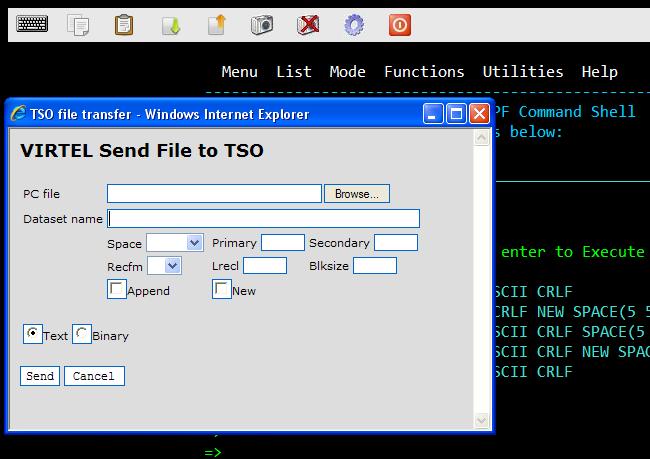 Menu List Mode Functions Utilities Help
PF Command Shell
s below:
enter to Execute
SCII CRLF
CRLF NEW SPACE(5 5
SCII CRLF SPACE(5
SCII CRLF NEW SPAC
SCII CRLF
=>
TSO file transfer - Windows Internet Explorer
VIRTEL Send File to TSO
PC file Browse...
Dataset name
Space Primary Secondary
Recfm Lrecl Blksize
Append New
Text Binary
Send Cancel